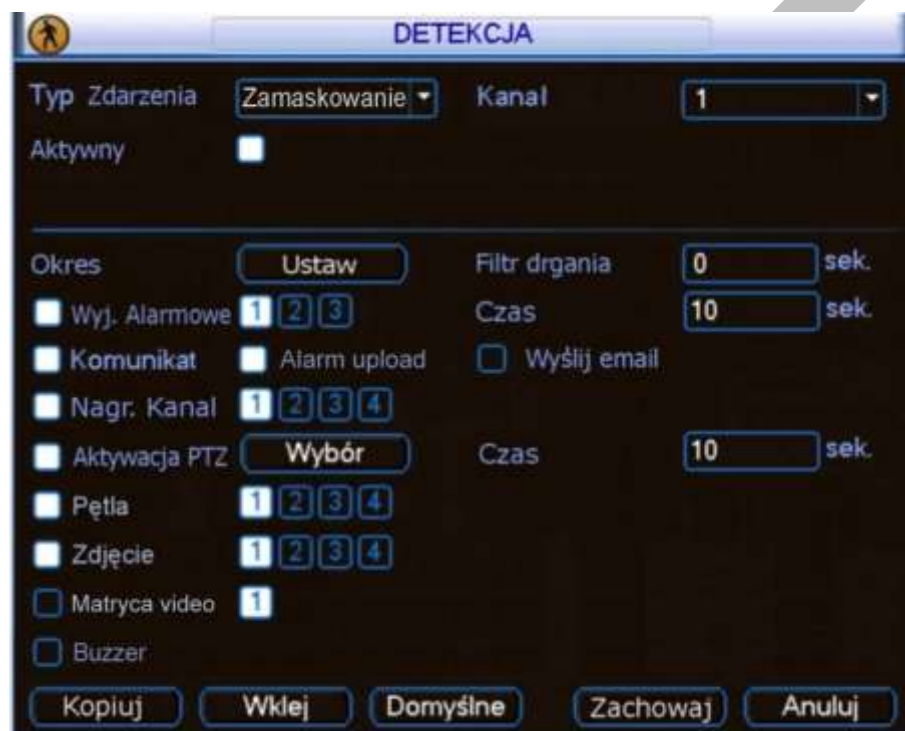 DETEKCJA
Typ Zdarzenia Zamaskowanie Kanal 1
Aktywny
Okres Ustaw Filtr drgania 0 sek.
Wyj. Alarmowe 1 2 3 Czas 10 sek.
Komunikat Alarm upload Wyślij email
Nagr. Kanal 1 2 3 4
Aktywacja PTZ Wybór Czas 10 sek.
Pętla 1 2 3 4
Zdjęcie 1 2 3 4
Matryca video 1
Buzzer
Kopiuj Wklej Domyślne Zachowaj Anuluj